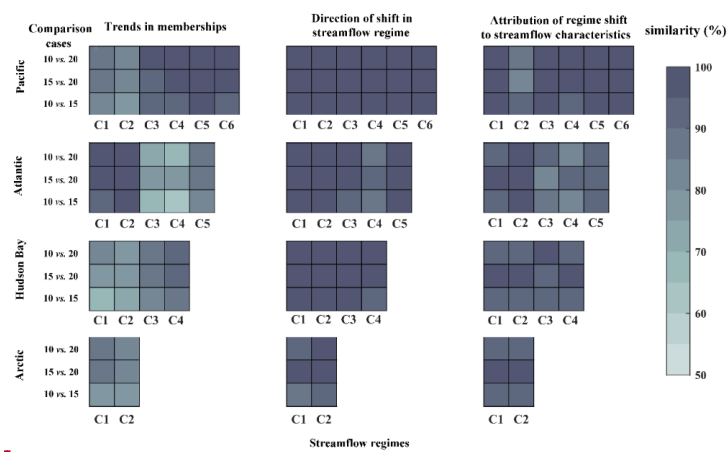 Comparison cases
Trends in memberships
Direction of shift in
streamflow regime
Attribution of regime shift
to streamflow characteristics
similarity (%)
Pacific
10 vs. 20
15 vs. 20
10 vs. 15
C1 C2 C3 C4 C5 C6
C1 C2 C3 C4 C5 C6
C1 C2 C3 C4 C5 C6
Atlantic
10 vs. 20
15 vs. 20
10 vs. 15
C1 C2 C3 C4 C5
C1 C2 C3 C4 C5
C1 C2 C3 C4 C5
Hudson Bay
10 vs. 20
15 vs. 20
10 vs. 15
C1 C2 C3 C4
C1 C2 C3 C4
C1 C2 C3 C4
Arctic
10 vs. 20
15 vs. 20
10 vs. 15
C1 C2
C1 C2
C1 C2
Streamflow regimes
100
90
80
70
60
50